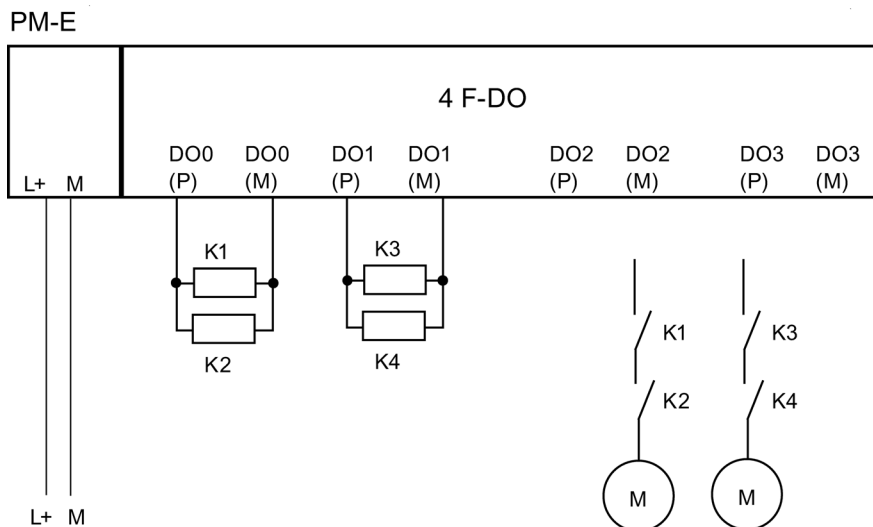 PM-E
4 F-DO
DO0 DO0 DO1 DO1 DO2 DO2 DO3 DO3
L+ M (P) (M) (P) (M) (P) (M) (P) (M)
K1 K3
K2 K4
K1 K3
K2 K4
M M
L+ M